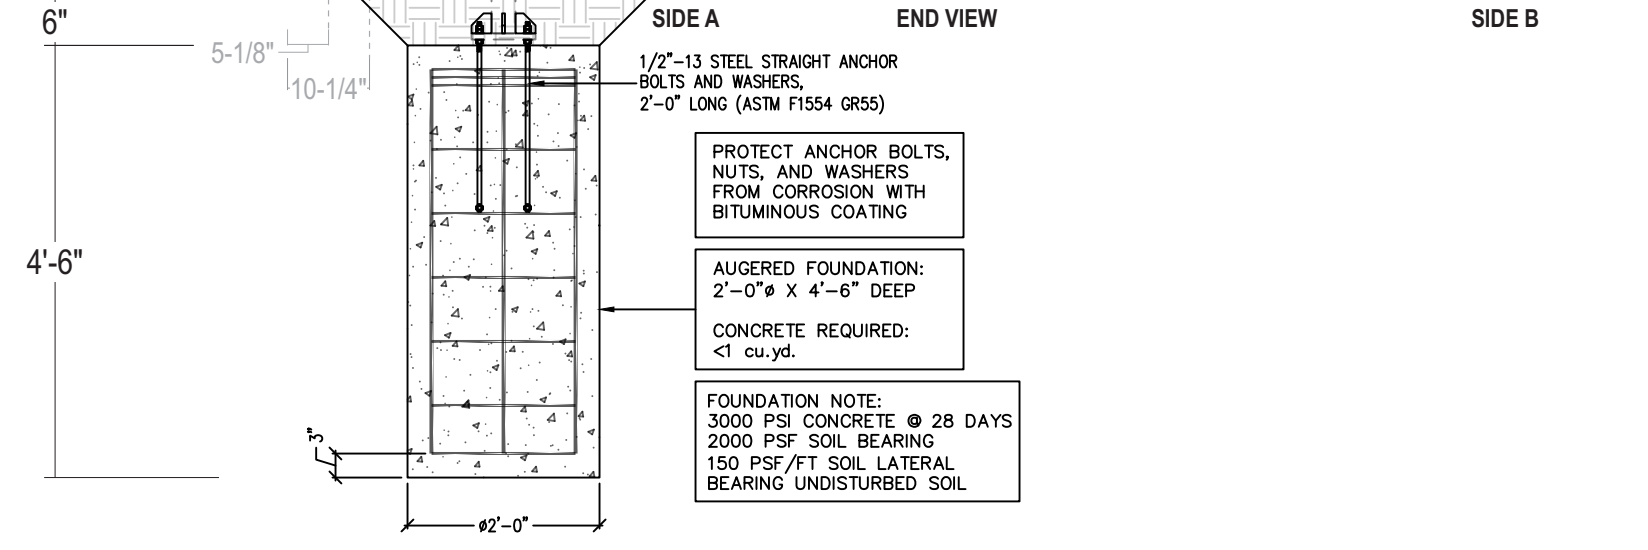 6"
SIDE A
END VIEW
SIDE B
5-1/8"
10-1/4"
1/2"-13 STEEL STRAIGHT ANCHOR
BOLTS AND WASHERS,
2'-0" LONG (ASTM F1554 GR55)
PROTECT ANCHOR BOLTS,
NUTS, AND WASHERS
FROM CORROSION WITH
BITUMINOUS COATING
4'-6"
AUGERED FOUNDATION:
2'-0"ø X 4'-6" DEEP
CONCRETE REQUIRED:
<1 cu.yd.
FOUNDATION NOTE:
3000 PSI CONCRETE @ 28 DAYS
2000 PSF SOIL BEARING
150 PSF/FT SOIL LATERAL
BEARING UNDISTURBED SOIL
3"
ø2'-0"